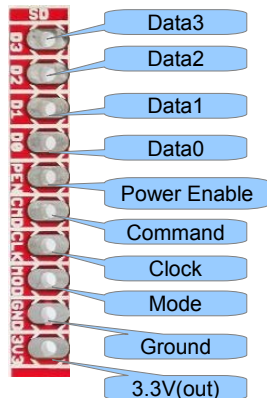 SD
D3 Data3
D2 Data2
D1 Data1
D0 Data0
PEN Power Enable
CMD Command
CLK Clock
MOD Mode
GND Ground
3U3 3.3V(out)